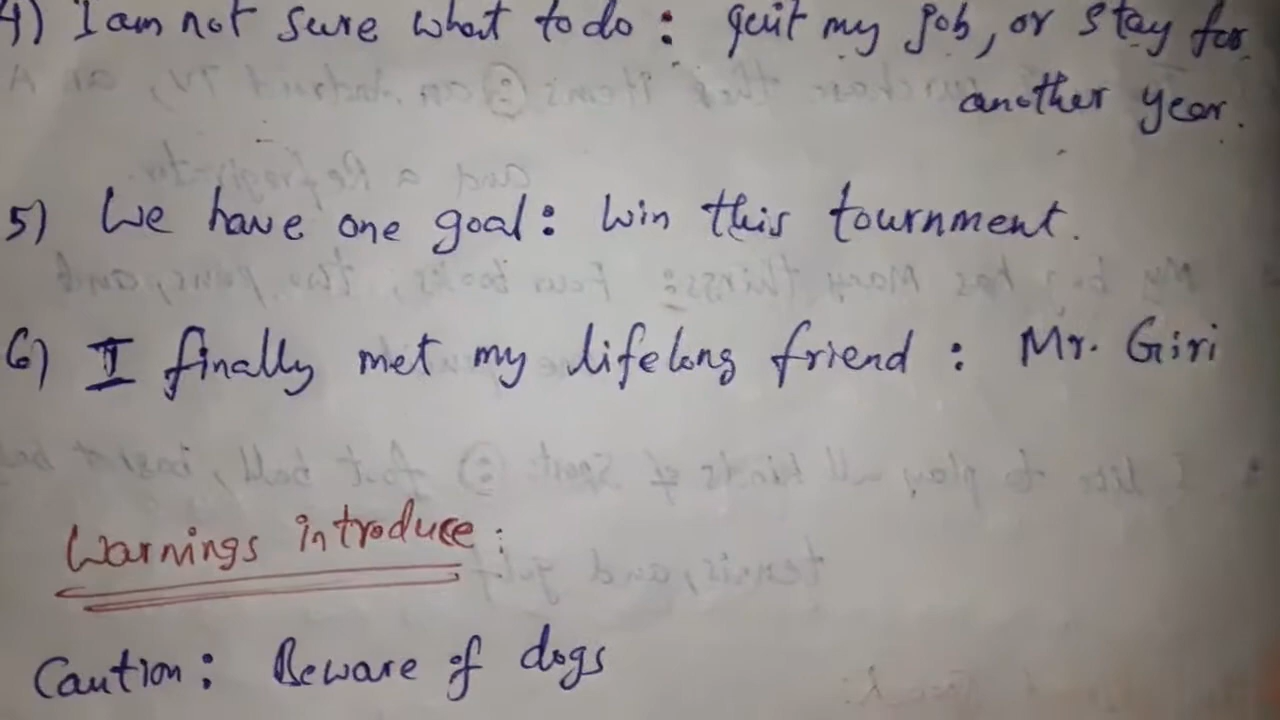 4) I am not sure what to do : quit my job, or stay for
another year.
5) We have one goal : Win this tournment.
6) I finally met my lifelong friend : Mr. Giri
Warnings introduce :
Caution : Beware of dogs